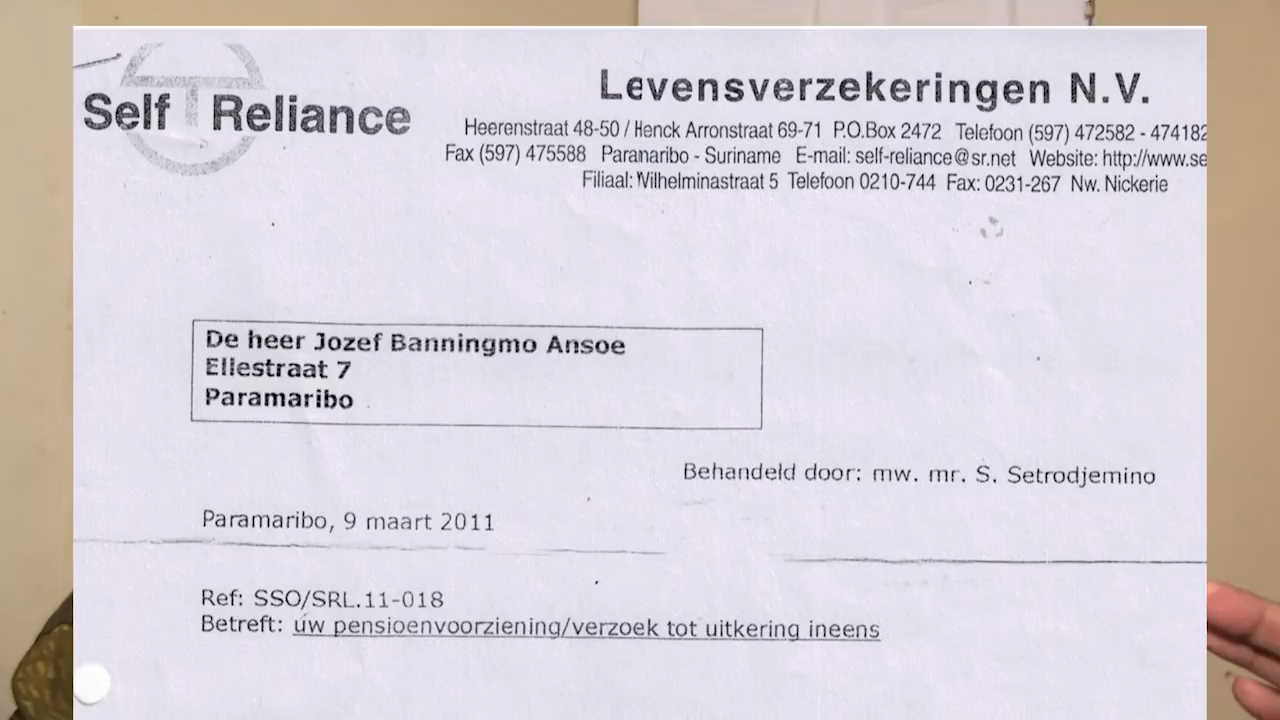 Self Reliance
Levensverzekeringen N.V.
Heerenstraat 48-50 / Henck Arronstraat 69-71 P.O.Box 2472 Telefoon (597) 472582 - 474182
Fax (597) 475588 Paramaribo - Suriname E-mail: self-reliance@sr.net Website: http://www.se
Filiaal: Wilhelminastraat 5 Telefoon 0210-744 Fax: 0231-267 Nw. Nickerie
De heer Jozef Banningmo Ansoe
Ellestraat 7
Paramaribo
Behandeld door: mw. mr. S. Setrodjemino
Paramaribo, 9 maart 2011
Ref: SSO/SRL.11-018
Betreft: uw pensioenvoorziening/verzoek tot uitkering ineens